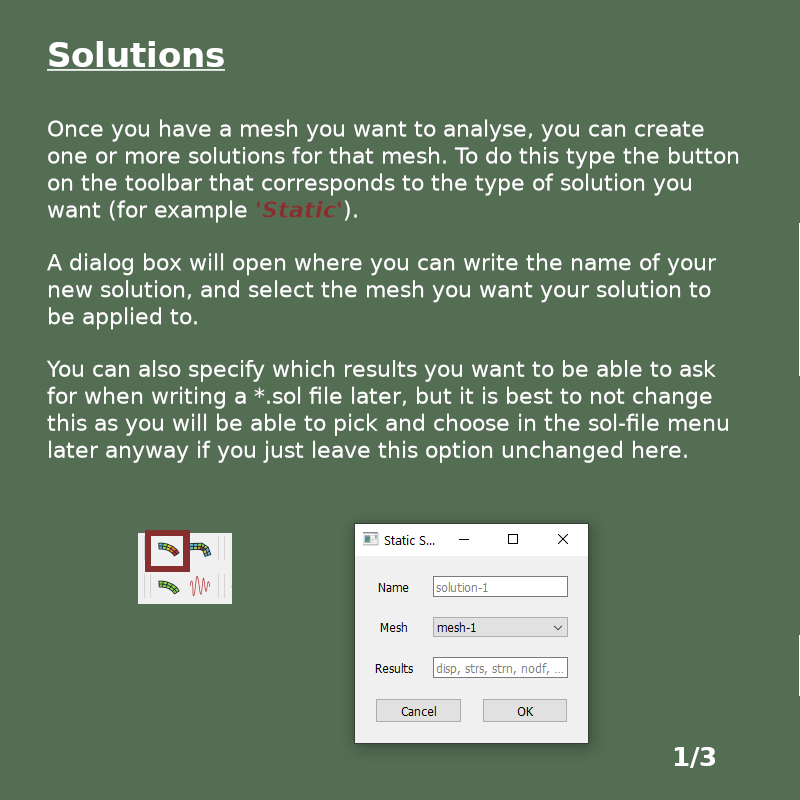 Solutions
Once you have a mesh you want to analyse, you can create
one or more solutions for that mesh. To do this type the button
on the toolbar that corresponds to the type of solution you
want (for example 'Static').
A dialog box will open where you can write the name of your
new solution, and select the mesh you want your solution to
be applied to.
You can also specify which results you want to be able to ask
for when writing a *.sol file later, but it is best to not change
this as you will be able to pick and choose in the sol-file menu
later anyway if you just leave this option unchanged here.
Static S...
Name solution-1
Mesh mesh-1
Results disp, strs, strn, nodf, ...
Cancel OK
1/3